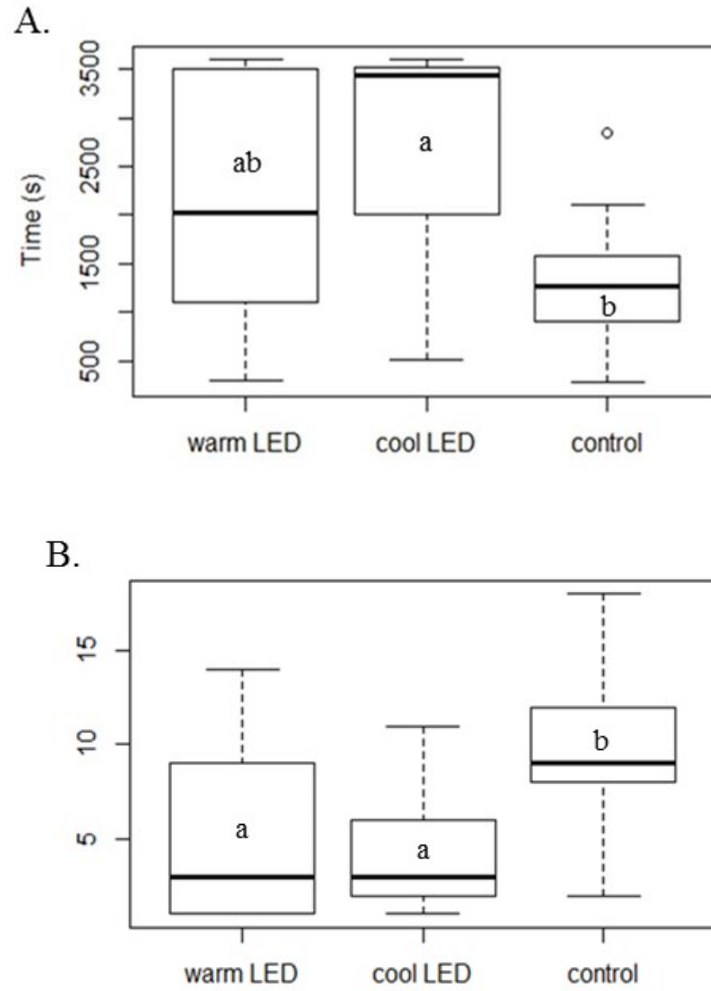 A.
3500
2500
1500
500
Time (s)
ab
a
b
warm LED cool LED control
B.
15
10
5
a
a
b
warm LED cool LED control